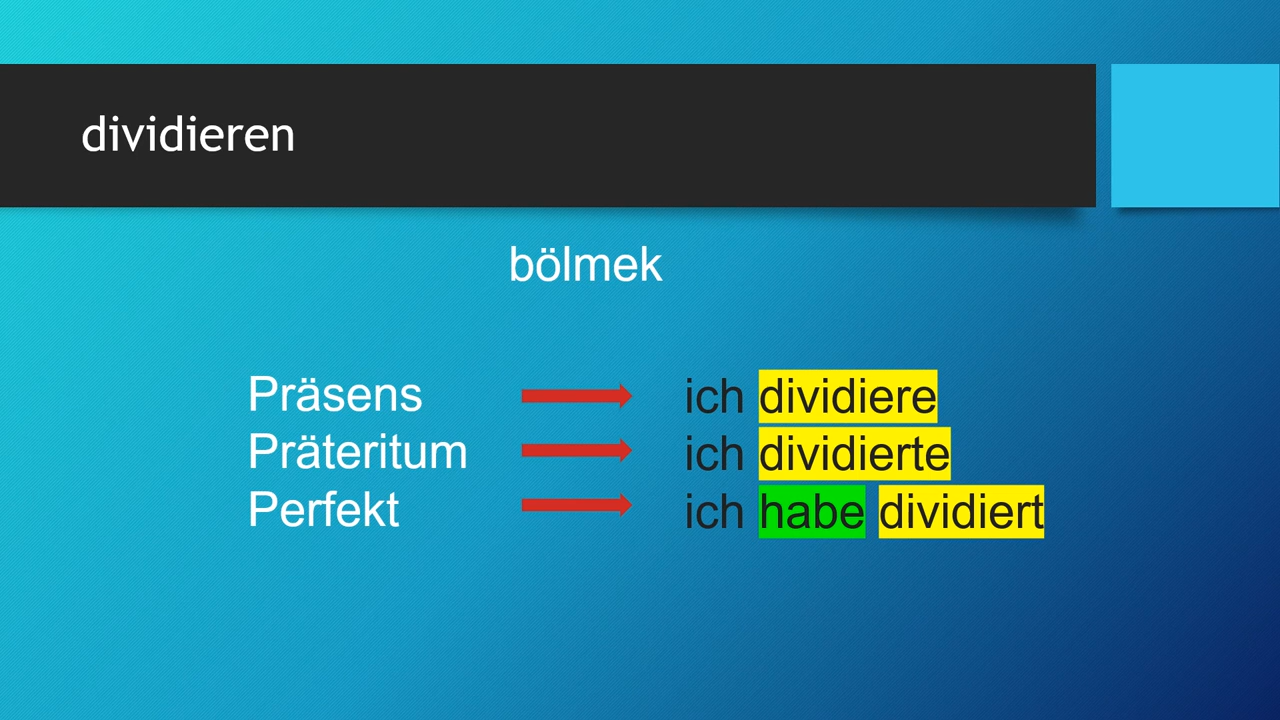 dividieren
bölmek
Präsens ich dividiere
Präteritum ich dividierte
Perfekt ich habe dividiert